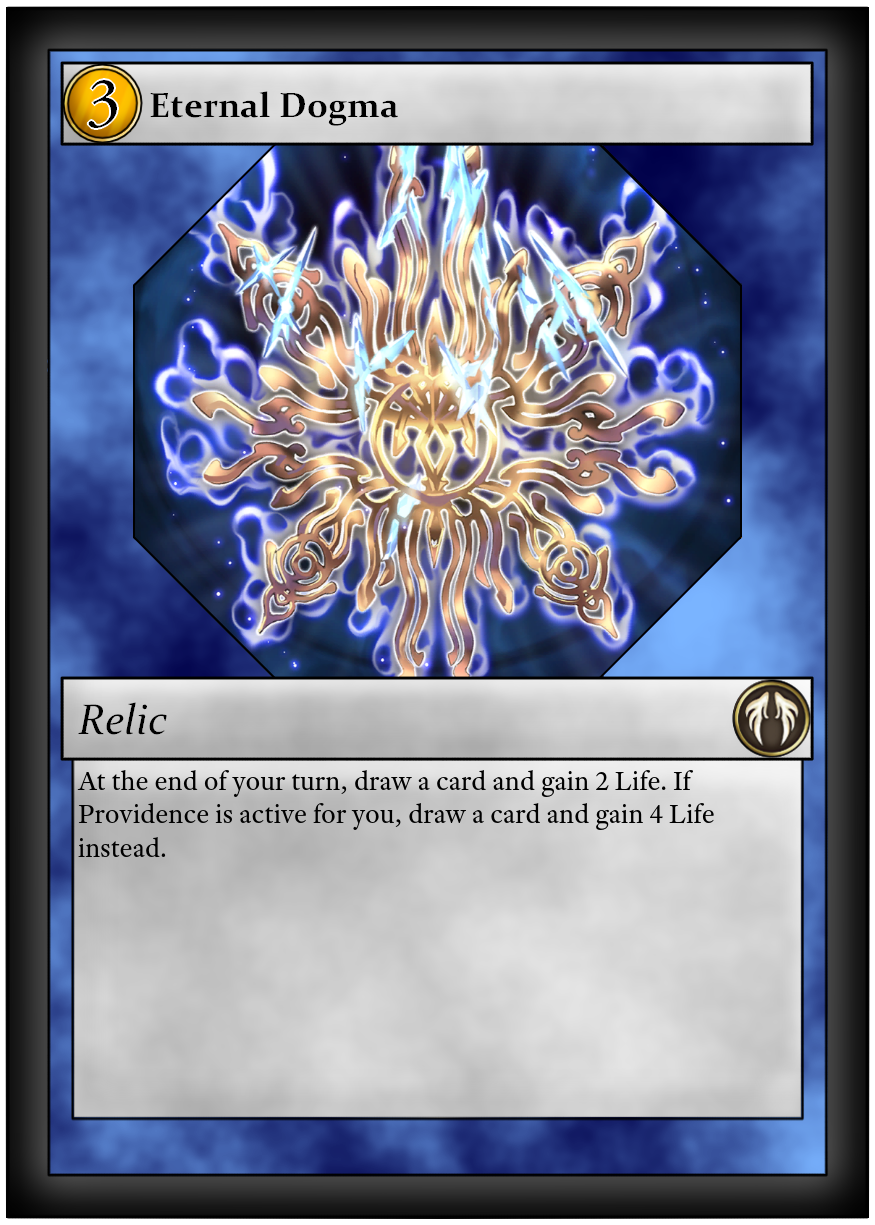 3 Eternal Dogma
Relic
At the end of your turn, draw a card and gain 2 Life. If
Providence is active for you, draw a card and gain 4 Life
instead.